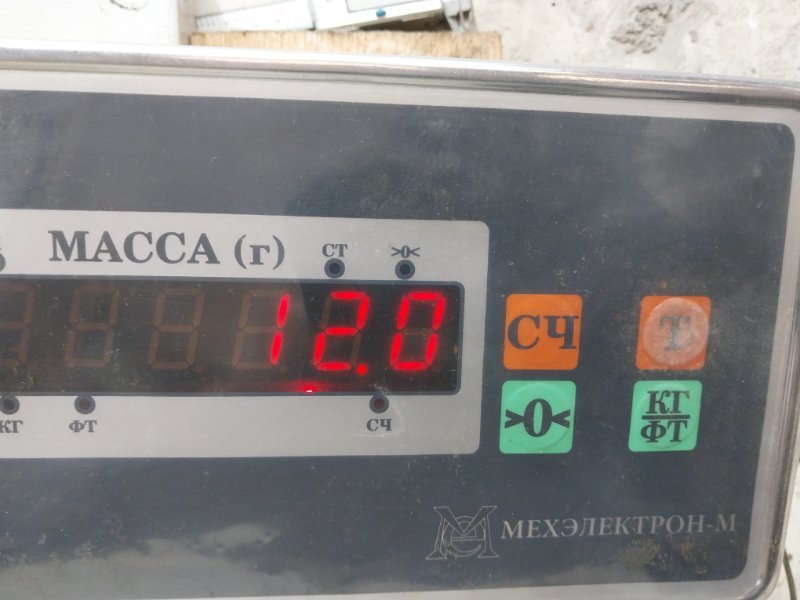 МАССА (г)
СТ
>0<
12.0
КГ
ФТ
СЧ
СЧ
Т
>0<
КГ
ФТ
МЕХЭЛЕКТРОН-М